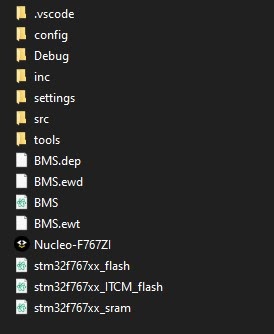 .vscode
config
Debug
inc
settings
src
tools
BMS.dep
BMS.ewd
BMS
BMS.ewt
Nucleo-F767ZI
stm32f767xx_flash
stm32f767xx_ITCM_flash
stm32f767xx_sram